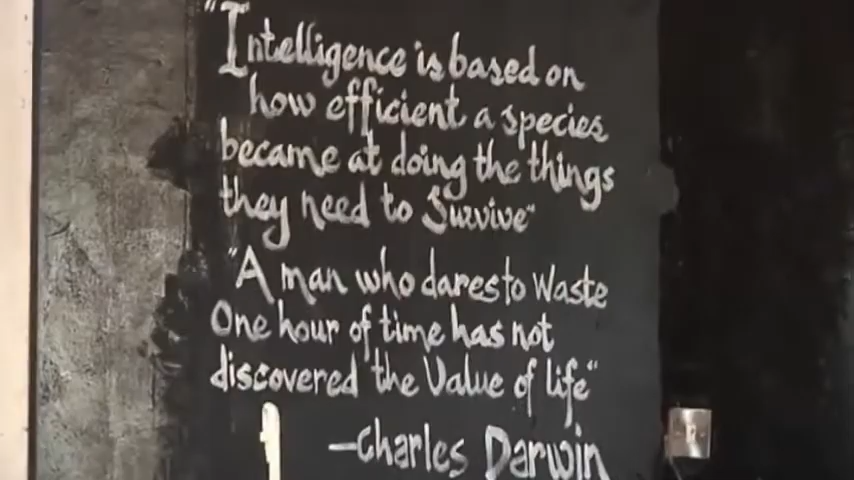 "Intelligence is based on
how efficient a species
became at doing the things
they need to Survive"
"A man who dares to Waste
One hour of time has not
discovered the Value of life"
-Charles Darwin